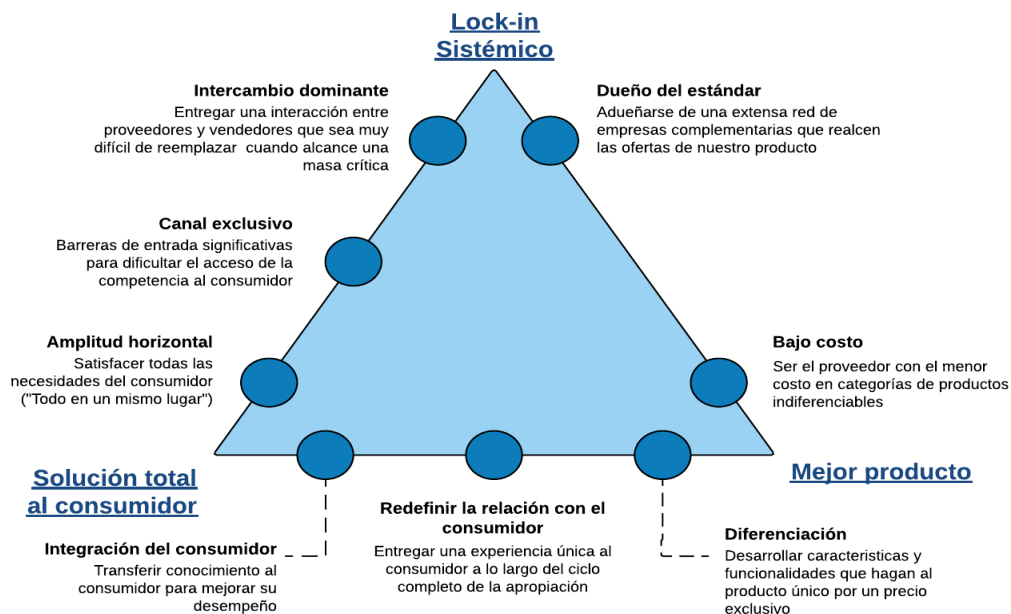 Lock-in
Sistémico
Intercambio dominante
Entregar una interacción entre
proveedores y vendedores que sea muy
difícil de reemplazar cuando alcance una
masa crítica
Dueño del estándar
Adueñarse de una extensa red de
empresas complementarias que realcen
las ofertas de nuestro producto
Canal exclusivo
Barreras de entrada significativas
para dificultar el acceso de la
competencia al consumidor
Amplitud horizontal
Satisfacer todas las
necesidades del consumidor
("Todo en un mismo lugar")
Bajo costo
Ser el proveedor con el menor
costo en categorías de productos
indiferenciables
Solución total
al consumidor
Mejor producto
Integración del consumidor
Transferir conocimiento al
consumidor para mejorar su
desempeño
Redefinir la relación con el
consumidor
Entregar una experiencia única al
consumidor a lo largo del ciclo
completo de la apropiación
Diferenciación
Desarrollar caracteristicas y
funcionalidades que hagan al
producto único por un precio
exclusivo